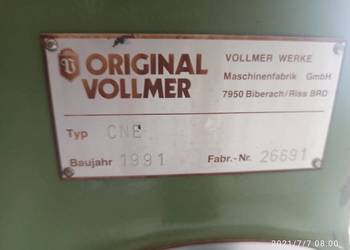 ORIGINAL
VOLLMER
VOLLMER WERKE
Maschinenfabrik GmbH
7950 Biberach/Riss BRD
Typ CNE
Baujahr 1991 Fabr.-Nr. 26691
2021/7/7 08:00